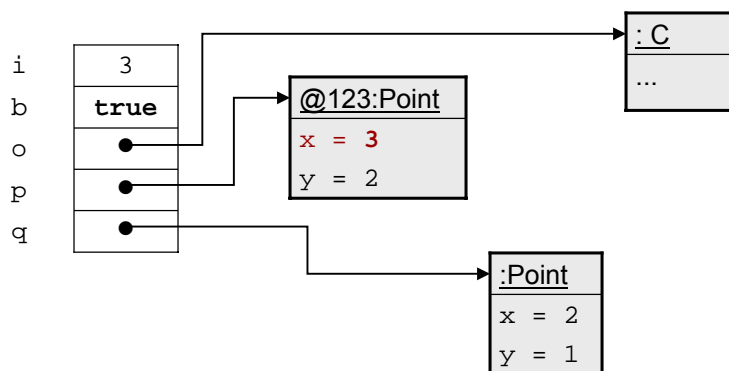 i 3
b true
o
p
q
: C
...
@123:Point
x = 3
y = 2
:Point
x = 2
y = 1